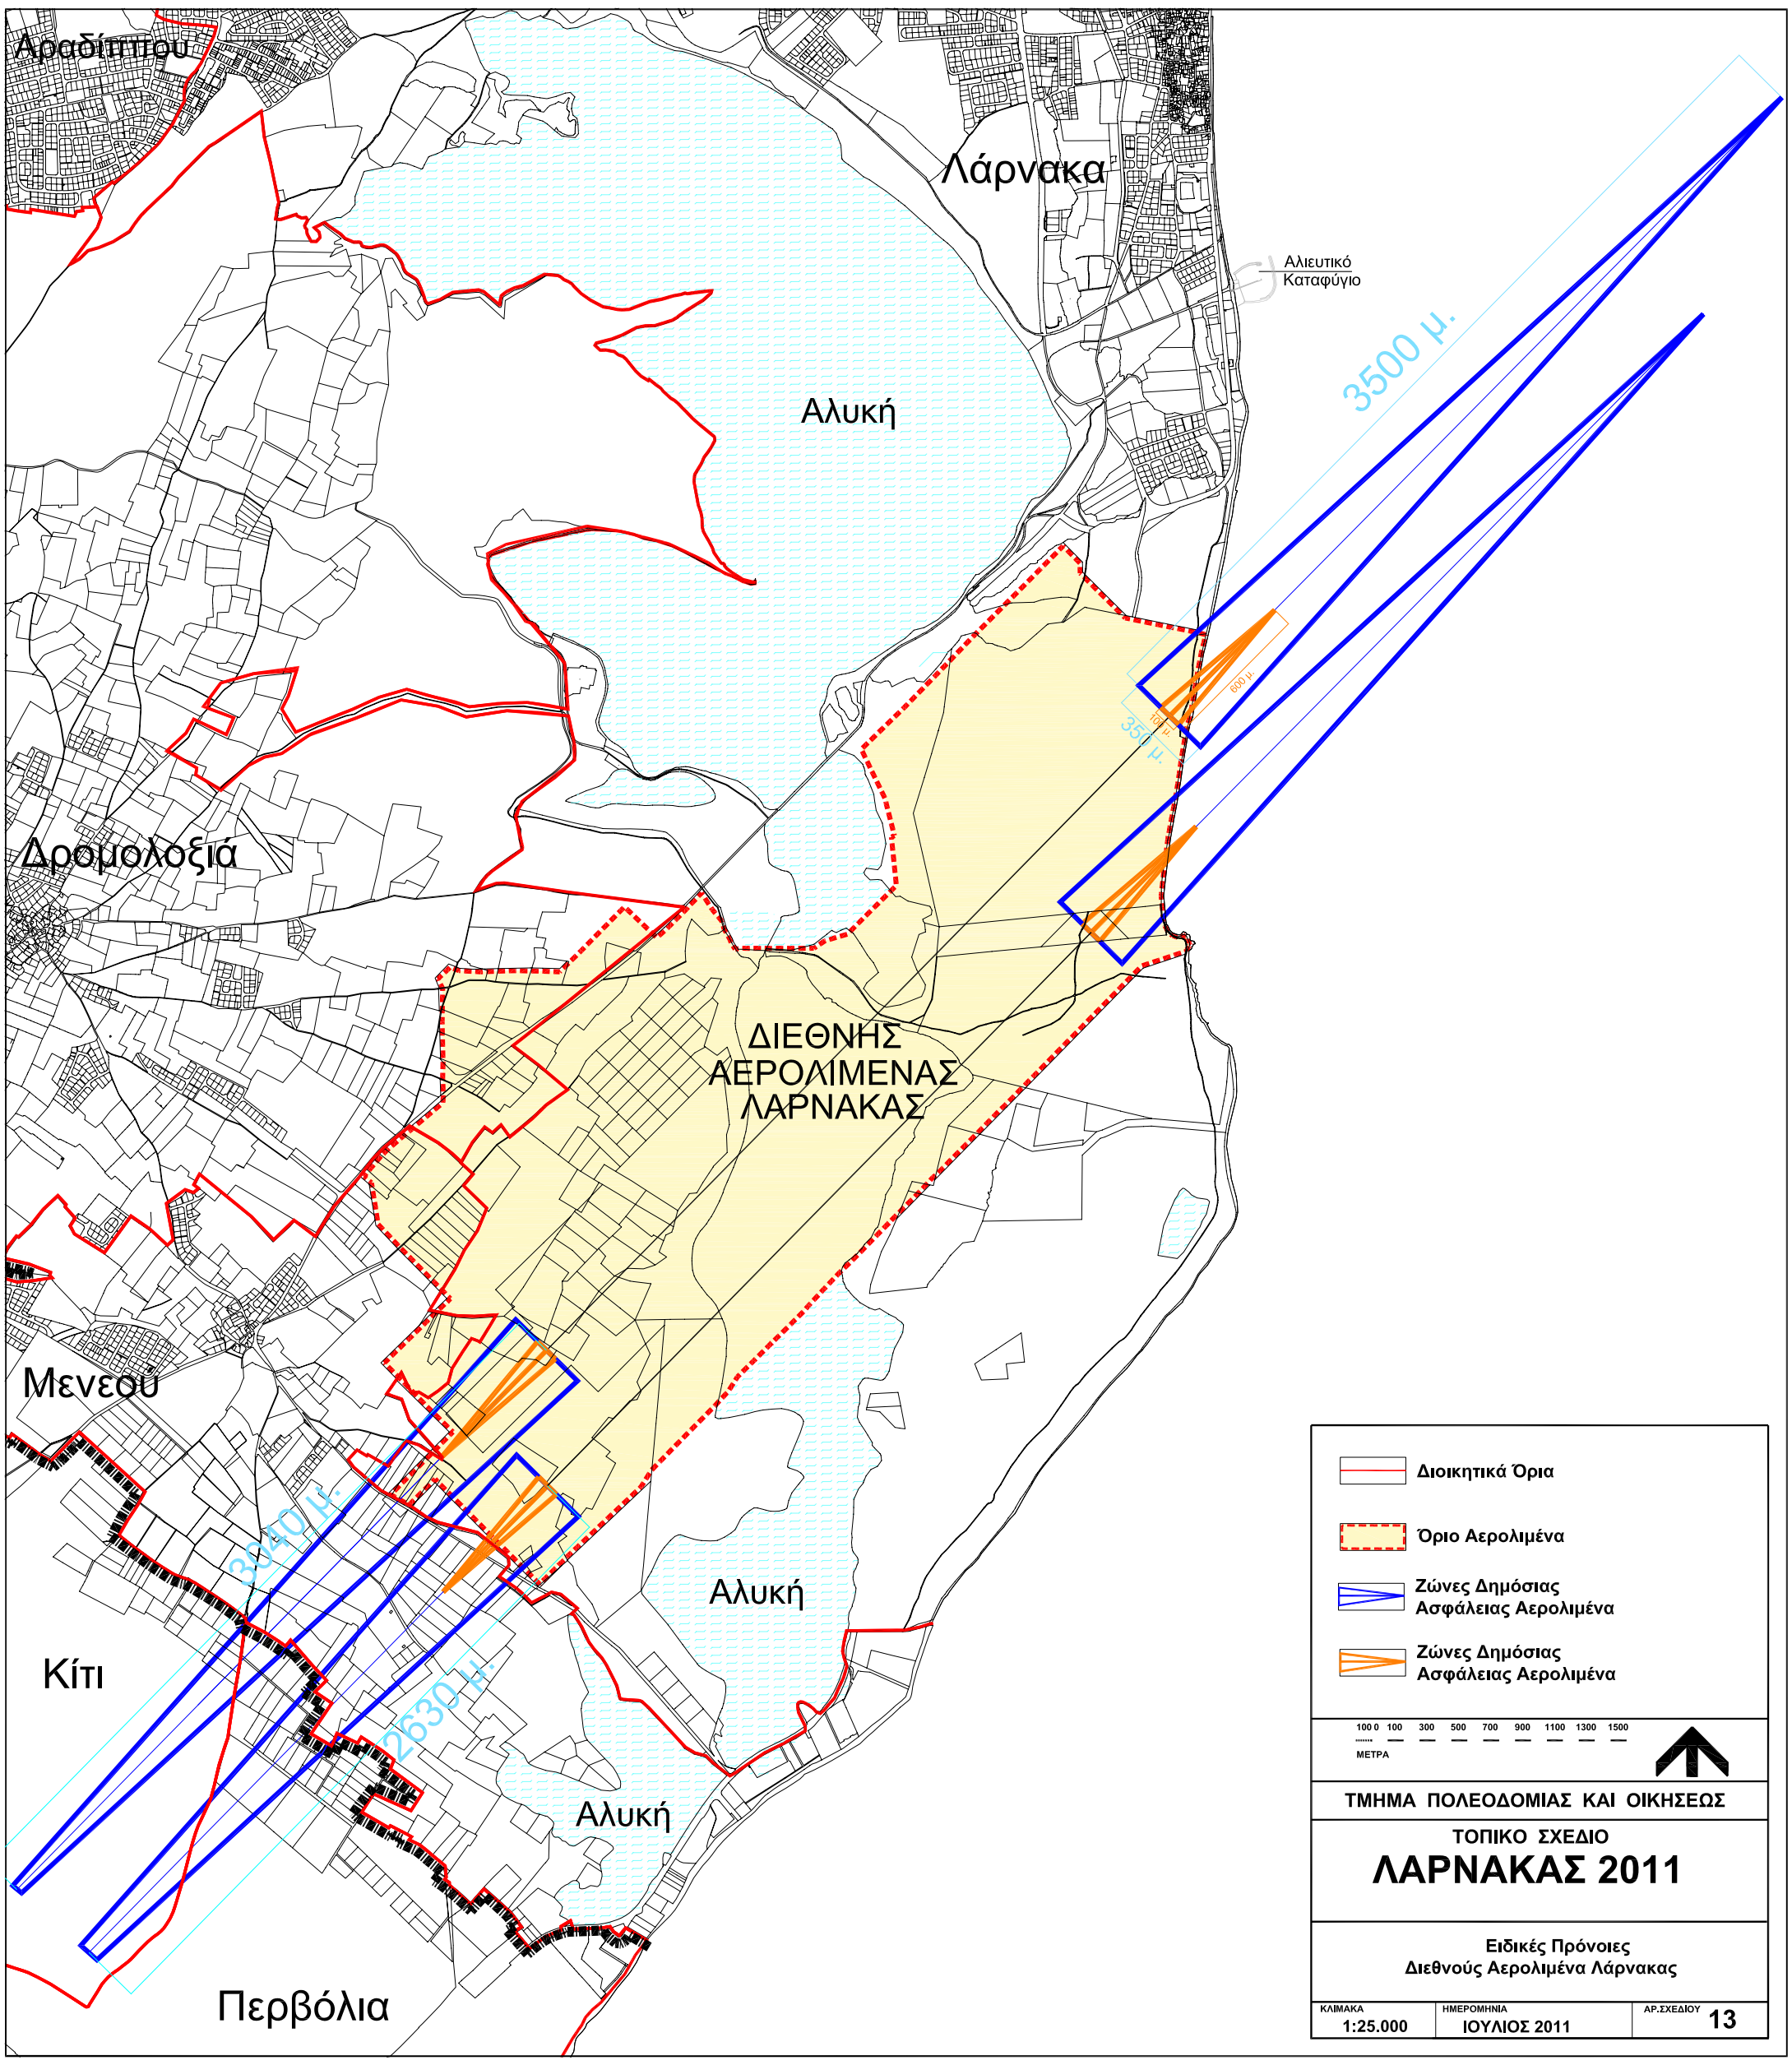 Αραδίππου
Λάρνακα
Αλιευτικό
Καταφύγιο
3500 μ.
Αλυκή
600 μ.
100 μ.
350 μ.
Δρομολοξιά
ΔΙΕΘΝΗΣ
ΑΕΡΟΛΙΜΕΝΑΣ
ΛΑΡΝΑΚΑΣ
Μενεού
3040 μ.
Αλυκή
Κίτι
2630 μ.
Αλυκή
Περβόλια
Διοικητικά Όρια
Όριο Αερολιμένα
Ζώνες Δημόσιας
Ασφάλειας Αερολιμένα
Ζώνες Δημόσιας
Ασφάλειας Αερολιμένα
100 0 100 300 500 700 900 1100 1300 1500
ΜΕΤΡΑ
ΤΜΗΜΑ ΠΟΛΕΟΔΟΜΙΑΣ ΚΑΙ ΟΙΚΗΣΕΩΣ
ΤΟΠΙΚΟ ΣΧΕΔΙΟ
ΛΑΡΝΑΚΑΣ 2011
Ειδικές Πρόνοιες
Διεθνούς Αερολιμένα Λάρνακας
ΚΛΙΜΑΚΑ
1:25.000
ΗΜΕΡΟΜΗΝΙΑ
ΙΟΥΛΙΟΣ 2011
ΑΡ.ΣΧΕΔΙΟΥ 13